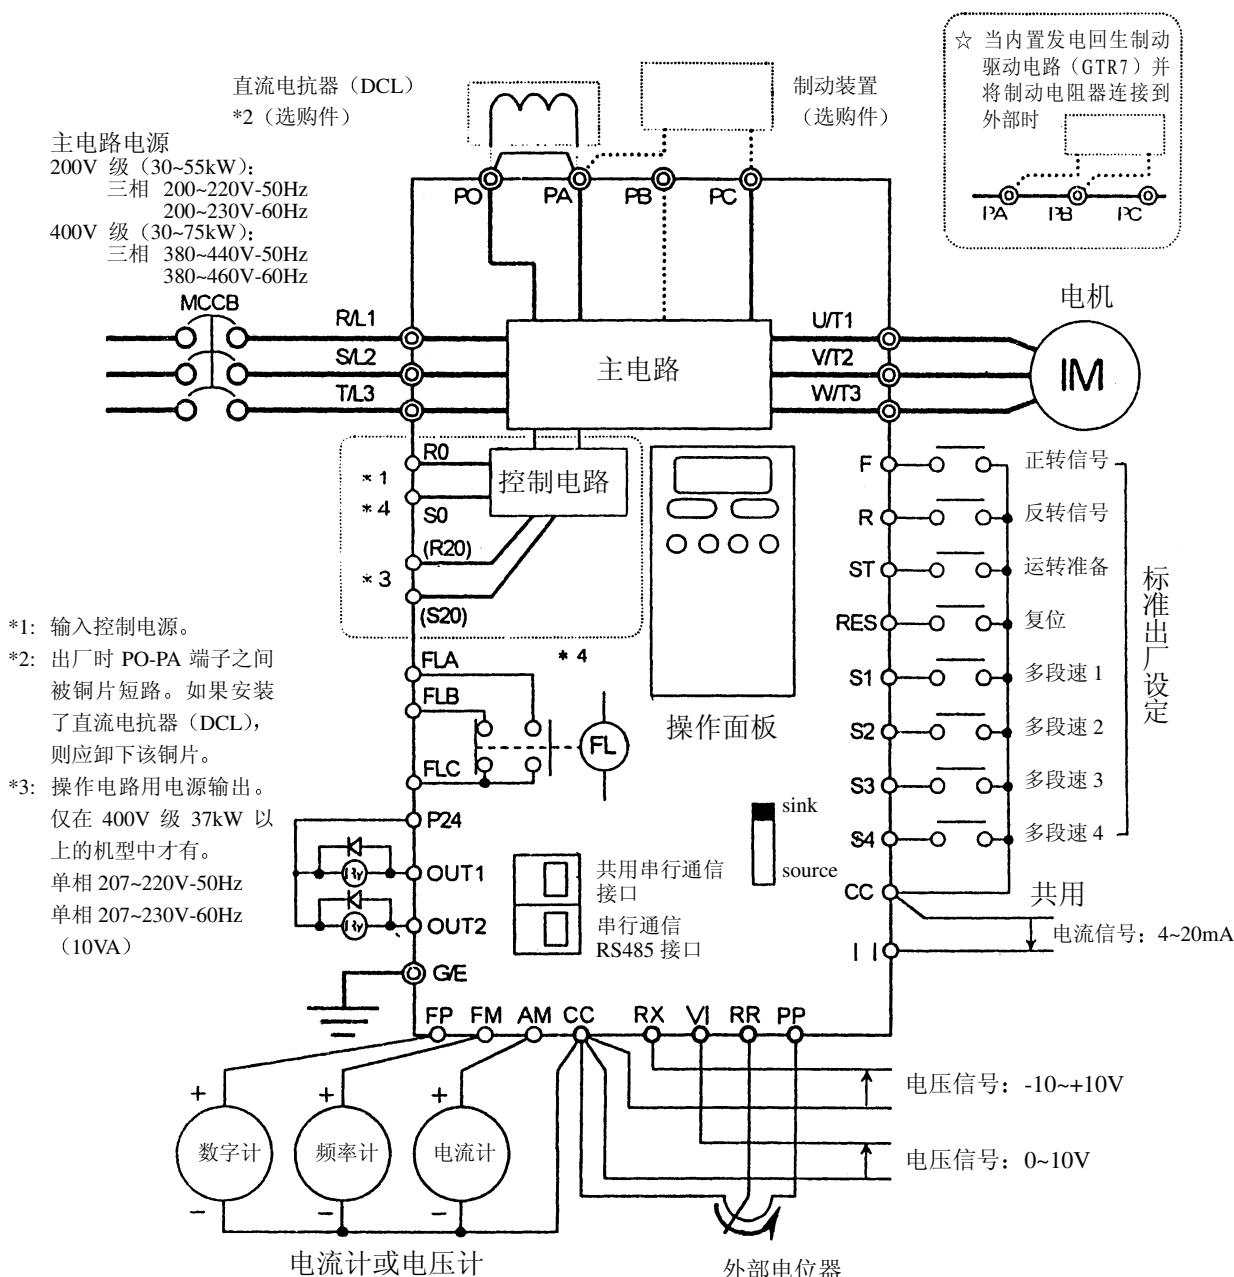 ☆ 当内置发电回生制动
驱动电路（GTR7）并
将制动电阻器连接到
外部时
PA PB PC
直流电抗器（DCL）
*2（选购件）
制动装置
（选购件）
主电路电源
200V 级（30~55kW）:
三相 200~220V-50Hz
200~230V-60Hz
400V 级（30~75kW）;
三相 380~440V-50Hz
380~460V-60Hz
PO PA PB PC
MCCB
R/L1
S/L2
T/L3
主电路
U/T1
V/T2
W/T3
电机
IM
R0
* 1
* 4
S0
控制电路
(R20)
* 3
(S20)
* 4
操作面板
F 正转信号
R 反转信号
ST 运转准备
RES 复位
S1 多段速 1
S2 多段速 2
S3 多段速 3
S4 多段速 4
标准出厂设定
CC 共用
I I 电流信号：4~20mA
*1: 输入控制电源。
*2: 出厂时 PO-PA 端子之间
被铜片短路。如果安装
了直流电抗器（DCL），
则应卸下该铜片。
*3: 操作电路用电源输出。
仅在 400V 级 37kW 以
上的机型中才有。
单相 207~220V-50Hz
单相 207~230V-60Hz
（10VA）
FLA
FLB
FLC
FL
P24
Ry OUT1
Ry OUT2
G/E
sink
source
共用串行通信
接口
串行通信
RS485 接口
FP FM AM CC RX VI RR PP
电压信号：-10~+10V
电压信号：0~10V
+ + +
数字计 频率计 电流计
− − −
电流计或电压计
外部电位器